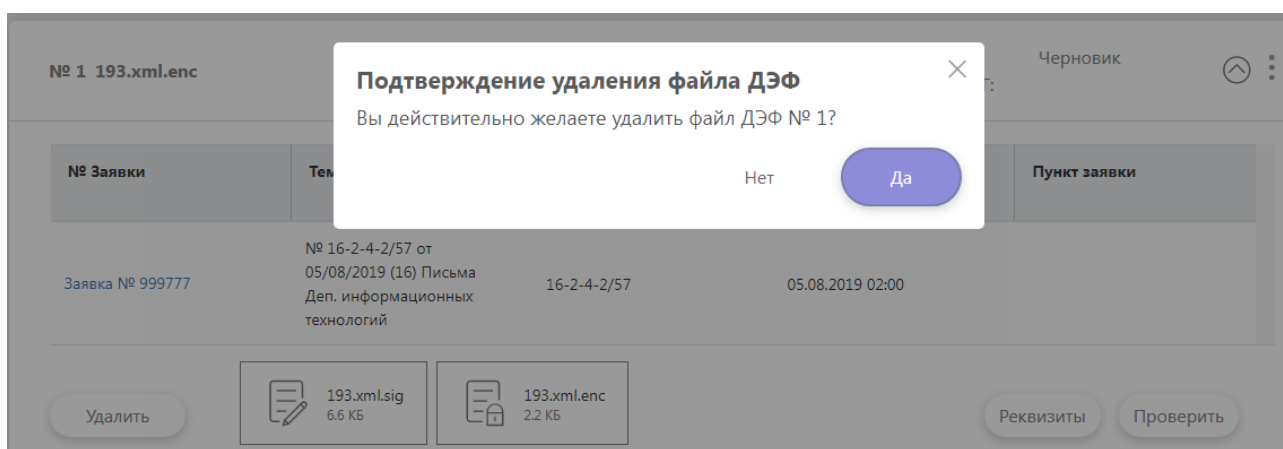 № 1 193.xml.enc
Черновик
Г:
Подтверждение удаления файла ДЭФ
Вы действительно желаете удалить файл ДЭФ № 1?
Нет
Да
№ Заявки
Тем
Пункт заявки
Заявка № 999777
№ 16-2-4-2/57 от
05/08/2019 (16) Письма
Деп. информационных
технологий
16-2-4-2/57
05.08.2019 02:00
Удалить
193.xml.sig
6.6 КБ
193.xml.enc
2.2 КБ
Реквизиты
Проверить